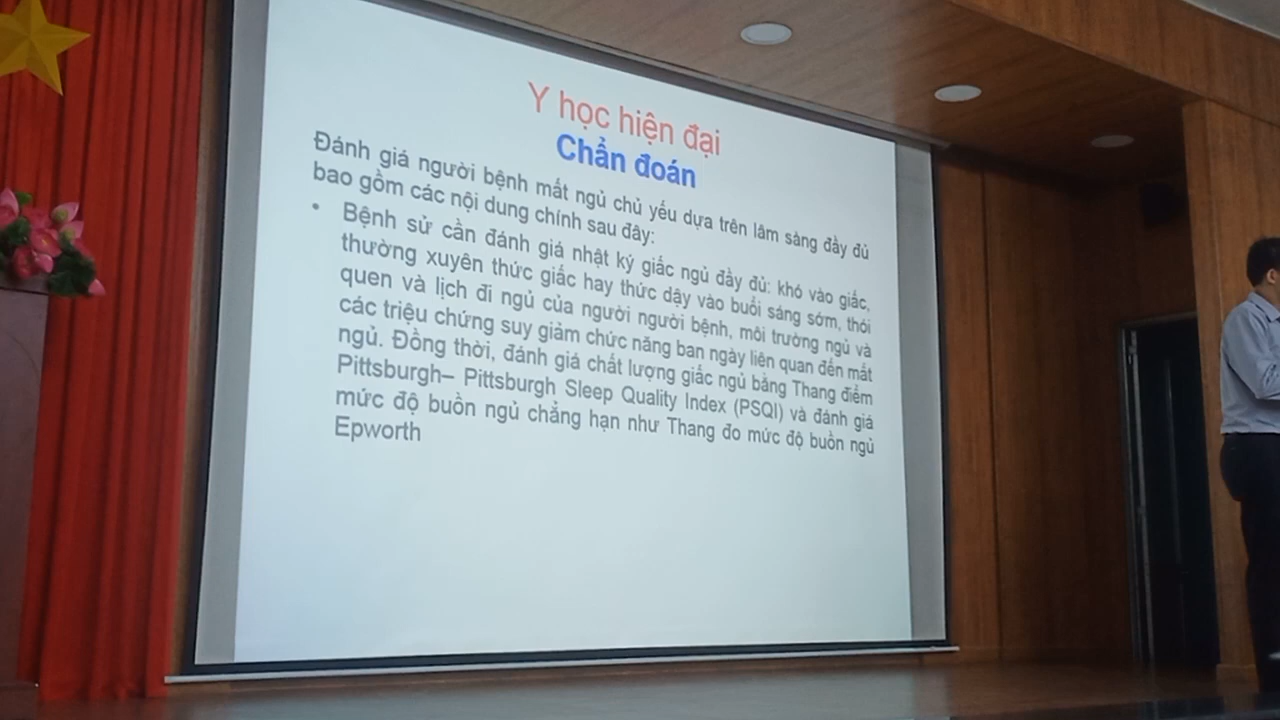 Y học hiện đại
Chẩn đoán
Đánh giá người bệnh mất ngủ chủ yếu dựa trên lâm sàng đầy đủ
bao gồm các nội dung chính sau đây:
• Bệnh sử cần đánh giá nhật ký giấc ngủ đầy đủ: khó vào giấc,
thường xuyên thức giấc hay thức dậy vào buổi sáng sớm, thói
quen và lịch đi ngủ của người người bệnh, môi trường ngủ và
các triệu chứng suy giảm chức năng ban ngày liên quan đến mất
ngủ. Đồng thời, đánh giá chất lượng giấc ngủ bằng Thang điểm
Pittsburgh– Pittsburgh Sleep Quality Index (PSQI) và đánh giá
mức độ buồn ngủ chẳng hạn như Thang đo mức độ buồn ngủ
Epworth